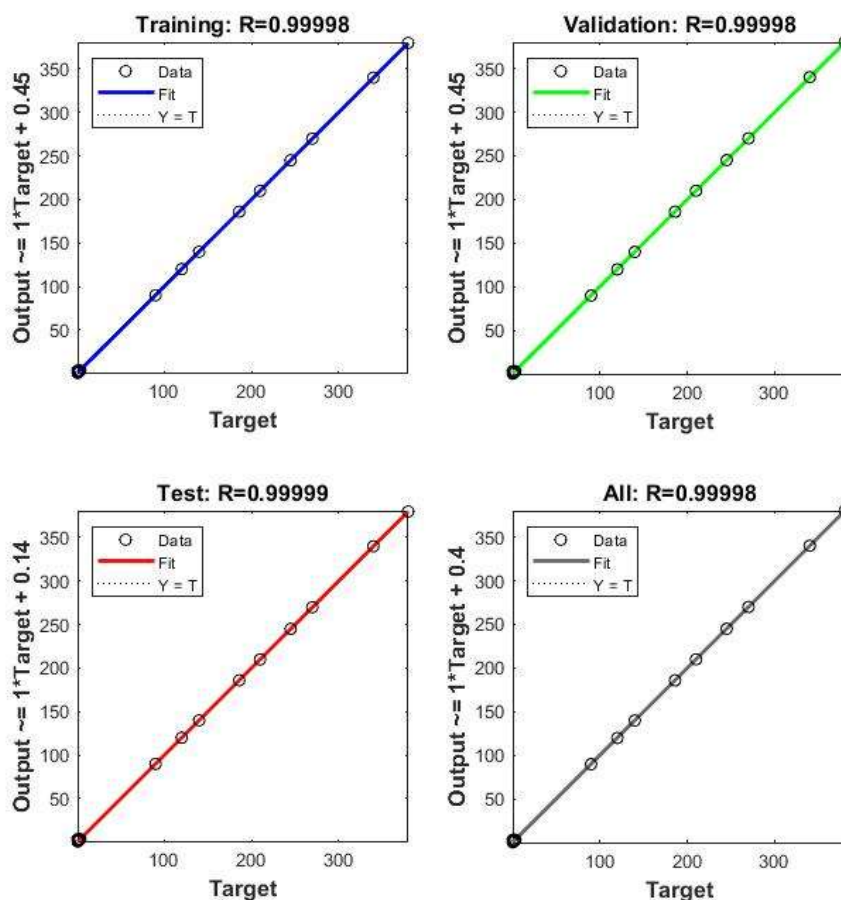 Training: R=0.99998
Output ~= 1*Target + 0.45
350
300
250
200
150
100
50
Data
Fit
Y = T
100
200
300
Target
Validation: R=0.99998
Output ~= 1*Target + 0.45
350
300
250
200
150
100
50
Data
Fit
Y = T
100
200
300
Target
Test: R=0.99999
Output ~= 1*Target + 0.14
350
300
250
200
150
100
50
Data
Fit
Y = T
100
200
300
Target
All: R=0.99998
Output ~= 1*Target + 0.4
350
300
250
200
150
100
50
Data
Fit
Y = T
100
200
300
Target